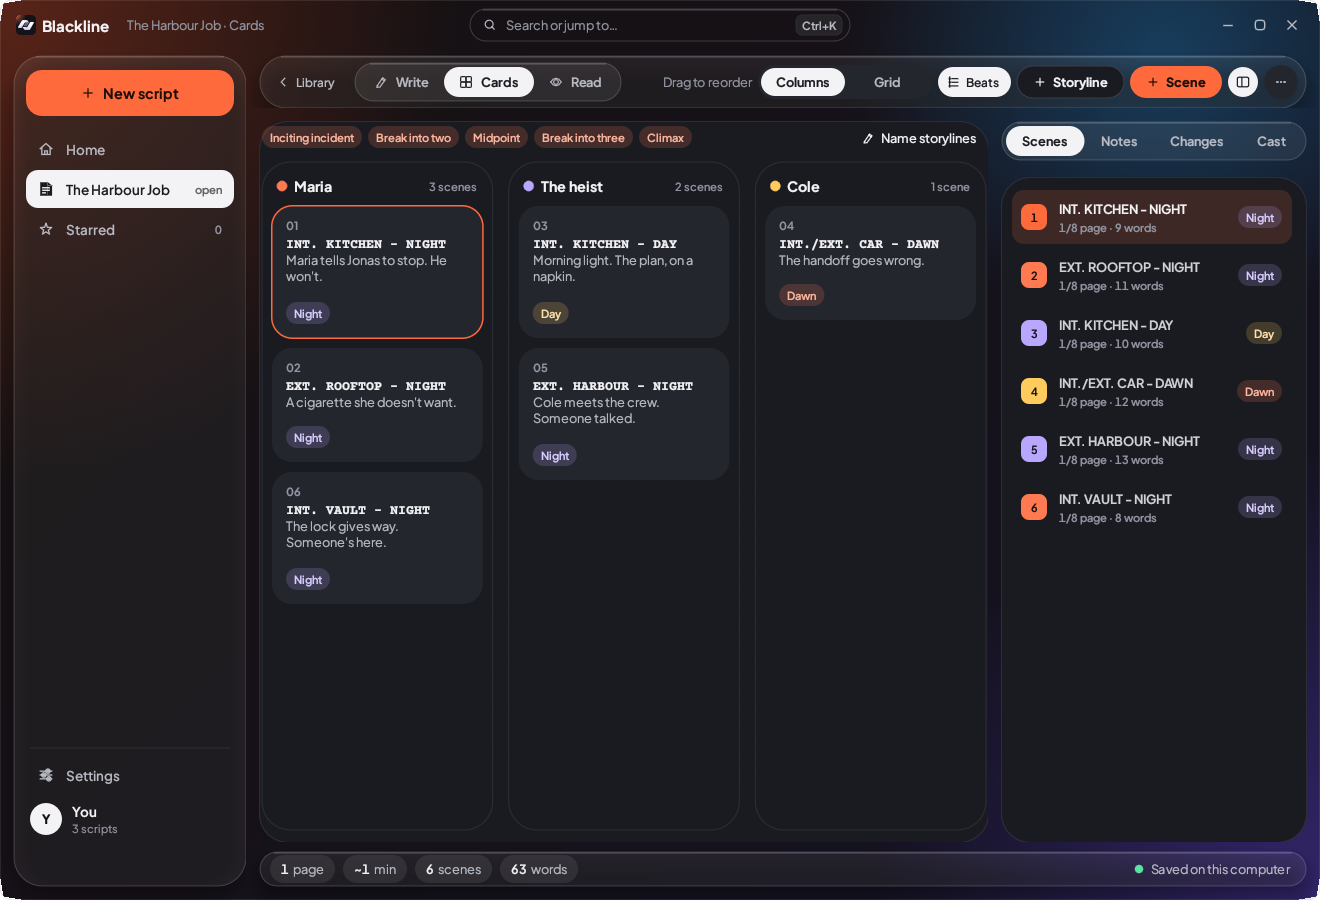 Blackline
The Harbour Job · Cards
Search or jump to...
Ctrl+K
New script
Home
The Harbour Job open
Starred 0
Settings
Y
You
3 scripts
Library
Write
Cards
Read
Drag to reorder
Columns
Grid
Beats
Storyline
Scene
Inciting incident
Break into two
Midpoint
Break into three
Climax
Name storylines
Maria 3 scenes
01
INT. KITCHEN - NIGHT
Maria tells Jonas to stop. He
won't.
Night
02
EXT. ROOFTOP - NIGHT
A cigarette she doesn't want.
Night
06
INT. VAULT - NIGHT
The lock gives way.
Someone's here.
Night
The heist 2 scenes
03
INT. KITCHEN - DAY
Morning light. The plan, on a
napkin.
Day
05
EXT. HARBOUR - NIGHT
Cole meets the crew.
Someone talked.
Night
Cole 1 scene
04
INT./EXT. CAR - DAWN
The handoff goes wrong.
Dawn
Scenes
Notes
Changes
Cast
1
INT. KITCHEN - NIGHT
1/8 page · 9 words
Night
2
EXT. ROOFTOP - NIGHT
1/8 page · 11 words
Night
3
INT. KITCHEN - DAY
1/8 page · 10 words
Day
4
INT./EXT. CAR - DAWN
1/8 page · 12 words
Dawn
5
EXT. HARBOUR - NIGHT
1/8 page · 13 words
Night
6
INT. VAULT - NIGHT
1/8 page · 8 words
Night
1 page
~1 min
6 scenes
63 words
Saved on this computer